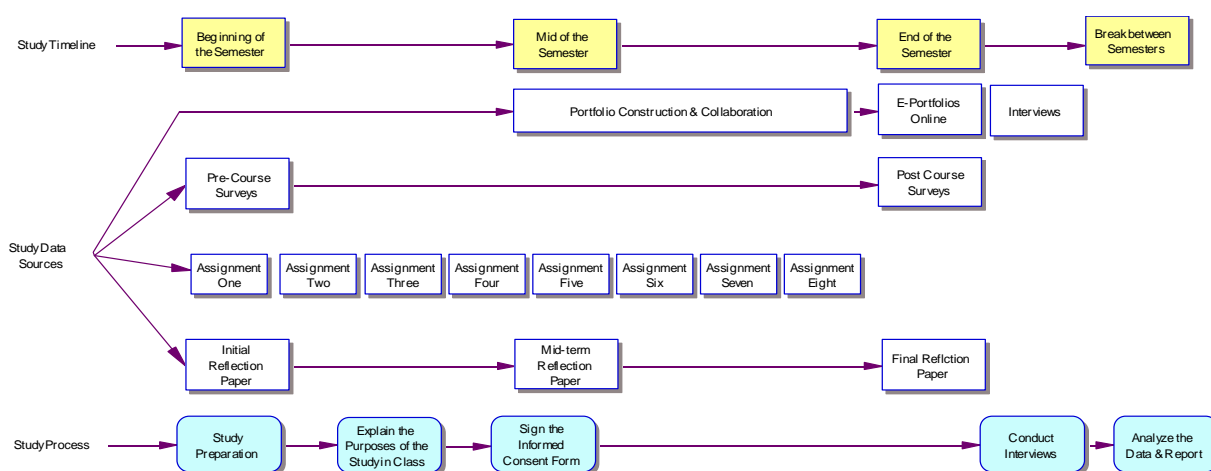 Study Timeline
Beginning of
the Semester
Mid of the
Semester
End of the
Semester
Break between
Semesters
Portfolio Construction & Collaboration
E-Portfolios
Online
Interviews
Pre-Course
Surveys
Post Course
Surveys
Study Data
Sources
Assignment
One
Assignment
Two
Assignment
Three
Assignment
Four
Assignment
Five
Assignment
Six
Assignment
Seven
Assignment
Eight
Initial
Reflection
Paper
Mid-term
Reflection
Paper
Final Reflction
Paper
Study Process
Study
Preparation
Explain the
Purposes of the
Study in Class
Sign the
Informed
Consent Form
Conduct
Interviews
Analyze the
Data & Report